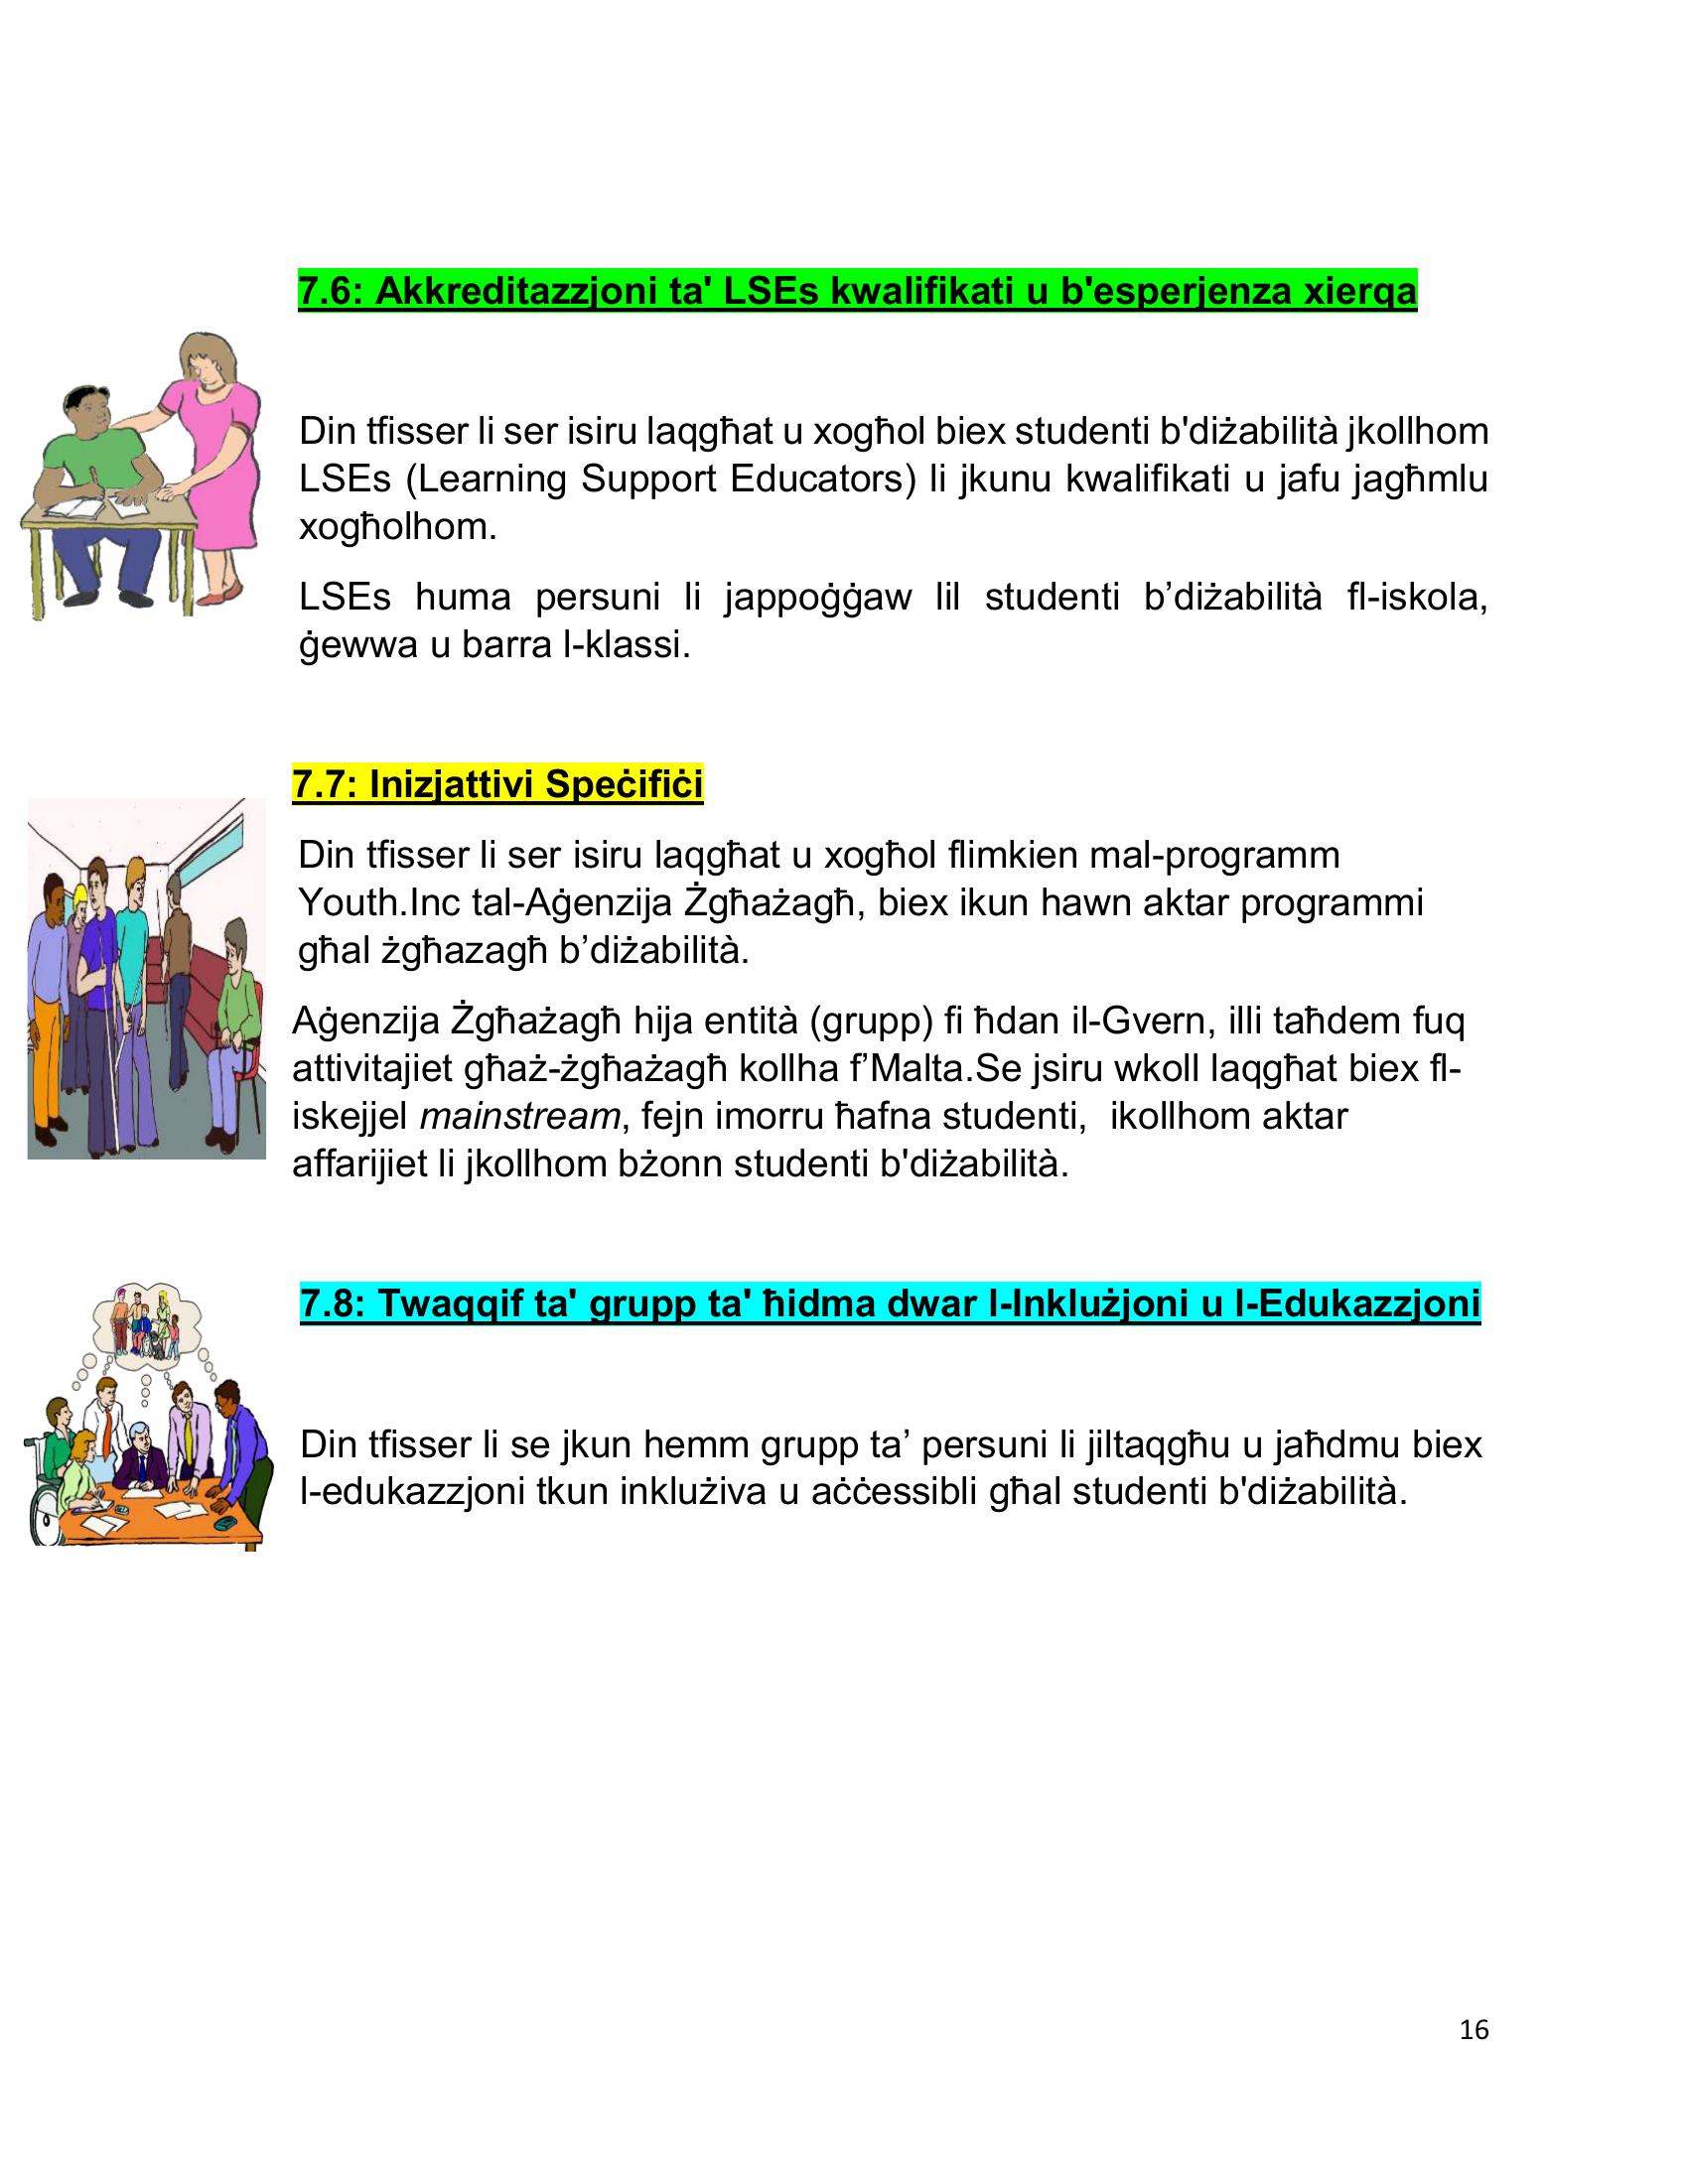 7.6: Akkreditazzjoni ta' LSEs kwalifikati u b'esperjenza xierqa
Din tfisser li ser isiru laqgħat u xogħol biex studenti b'diżabilità jkollhom
LSEs (Learning Support Educators) li jkunu kwalifikati u jafu jagħmlu
xogħolhom.
LSEs huma persuni li jappoġġaw lil studenti b’diżabilità fl-iskola,
ġewwa u barra l-klassi.
7.7: Inizjattivi Speċifiċi
Din tfisser li ser isiru laqgħat u xogħol flimkien mal-programm
Youth.Inc tal-Aġenzija Żgħażagħ, biex ikun hawn aktar programmi
għal żgħazagħ b’diżabilità.
Aġenzija Żgħażagħ hija entità (grupp) fi ħdan il-Gvern, illi taħdem fuq
attivitajiet għaż-żgħażagħ kollha f’Malta.Se jsiru wkoll laqgħat biex fl-
iskejjel mainstream, fejn imorru ħafna studenti, ikollhom aktar
affarijiet li jkollhom bżonn studenti b'diżabilità.
7.8: Twaqqif ta' grupp ta' ħidma dwar l-Inklużjoni u l-Edukazzjoni
Din tfisser li se jkun hemm grupp ta’ persuni li jiltaqgħu u jaħdmu biex
l-edukazzjoni tkun inklużiva u aċċessibli għal studenti b'diżabilità.
16